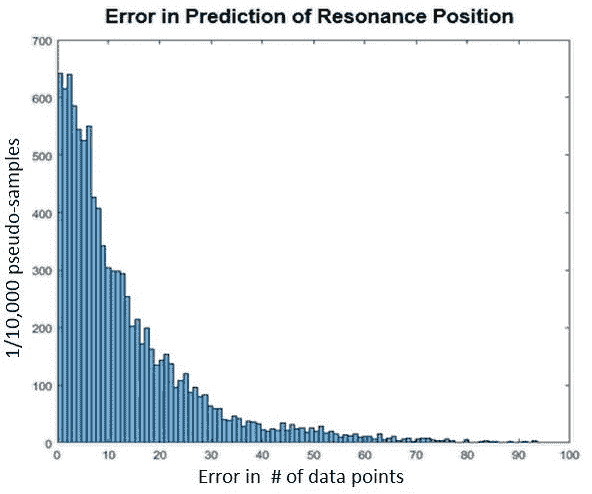 Error in Prediction of Resonance Position
700
600
500
400
300
200
100
0
1/10,000 pseudo-samples
0 10 20 30 40 50 60 70 80 90 100
Error in # of data points